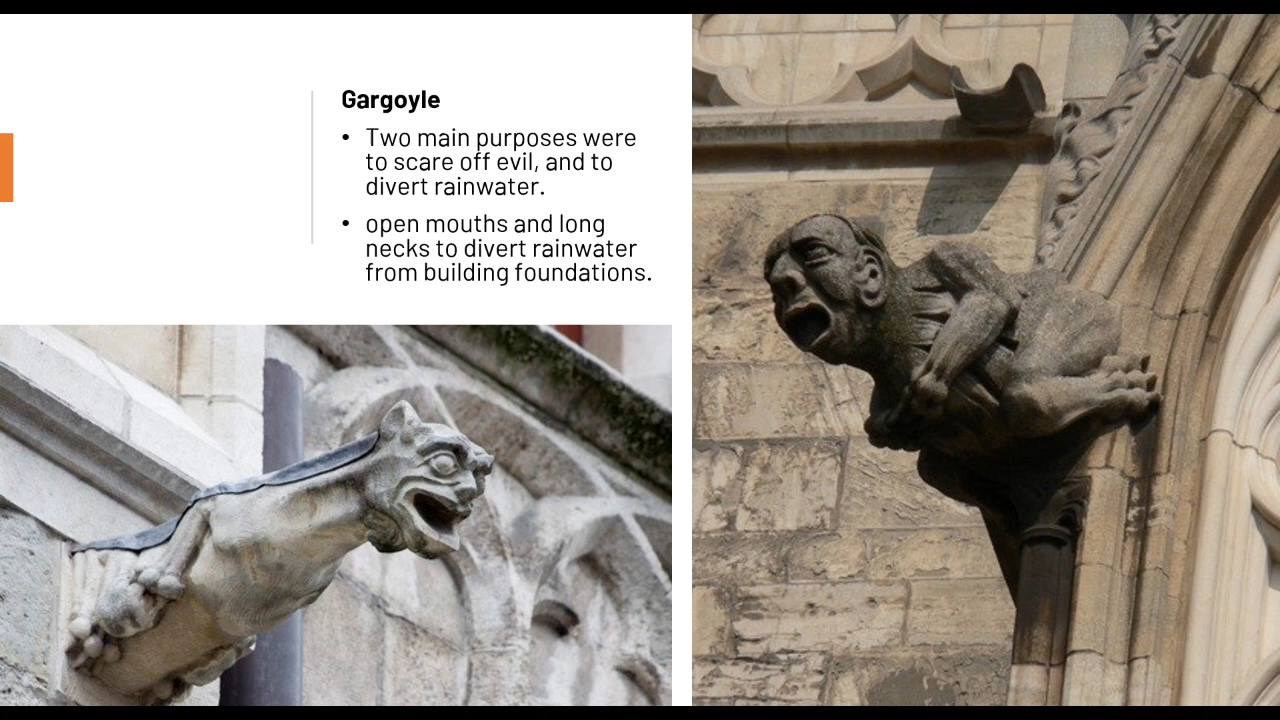 Gargoyle
• Two main purposes were
to scare off evil, and to
divert rainwater.
• open mouths and long
necks to divert rainwater
from building foundations.